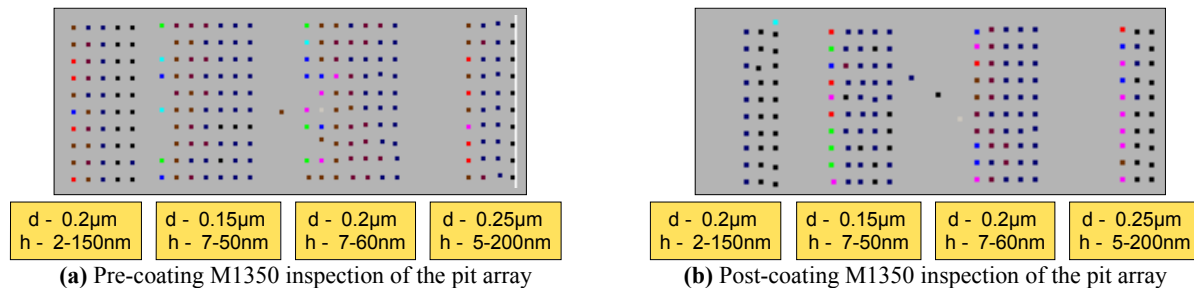 d - 0.2µm
h - 2-150nm
d - 0.15µm
h - 7-50nm
d - 0.2µm
h - 7-60nm
d - 0.25µm
h - 5-200nm
(a) Pre-coating M1350 inspection of the pit array
d - 0.2µm
h - 2-150nm
d - 0.15µm
h - 7-50nm
d - 0.2µm
h - 7-60nm
d - 0.25µm
h - 5-200nm
(b) Post-coating M1350 inspection of the pit array